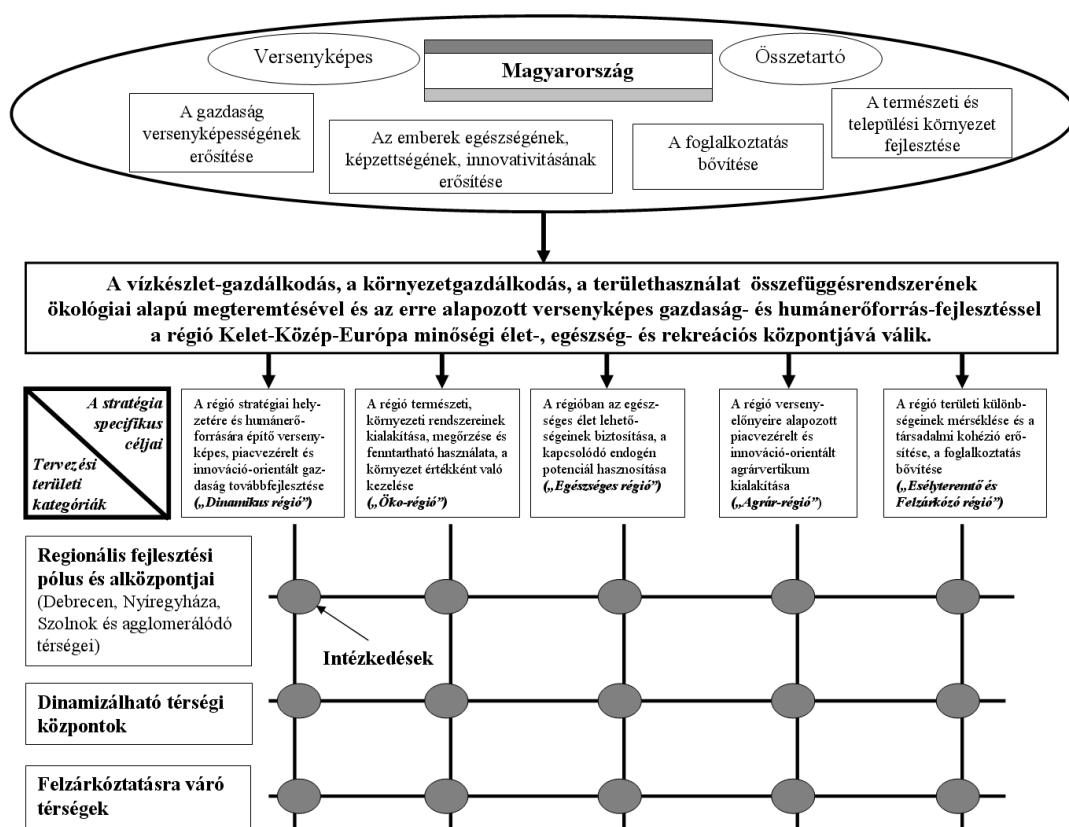 Versenyképes
Magyarország
Összetartó
A gazdaság
versenyképességének
erősítése
Az emberek egészségének,
képzettségének, innovativitásának
erősítése
A foglalkoztatás
bővítése
A természeti és
települési környezet
fejlesztése
A vízkészlet-gazdálkodás, a környezetgazdálkodás, a területhasználat összefüggésrendszerének
ökológiai alapú megteremtésével és az erre alapozott versenyképes gazdaság- és humánerőforrás-fejlesztéssel
a régió Kelet-Közép-Európa minőségi élet-, egészség- és rekreációs központjává válik.
A stratégia
specifikus
céljai
Tervezési
területi
kategóriák
A régió stratégiai hely-
zetére és humánerő-
forrására építő verseny-
képes, piacvezérelt és
innováció-orientált gaz-
daság továbbfejlesztése
(„Dinamikus régió”)
A régió természeti,
környezeti rendszereinek
kialakítása, megőrzése és
fenntartható használata, a
környezet értékként való
kezelése
(„Öko-régió”)
A régióban az egész-
séges élet lehető-
ségeinek biztosítása, a
kapcsolódó endogén
potenciál hasznosítása
(„Egészséges régió”)
A régió verseny-
előnyeire alapozott
piacvezérelt és
innováció-orientált
agrárvertikum
kialakítása
(„Agrár-régió”)
A régió területi különb-
ségeinek mérséklése és a
társadalmi kohézió erő-
sítése, a foglalkoztatás
bővítése
(„Esélyteremtő és
Felzárkózó régió”)
Regionális fejlesztési
pólus és alközpontjai
(Debrecen, Nyíregyháza,
Szolnok és agglomerálódó
térségei)
Intézkedések
Dinamizálható térségi
központok
Felzárkóztatásra váró
térségek